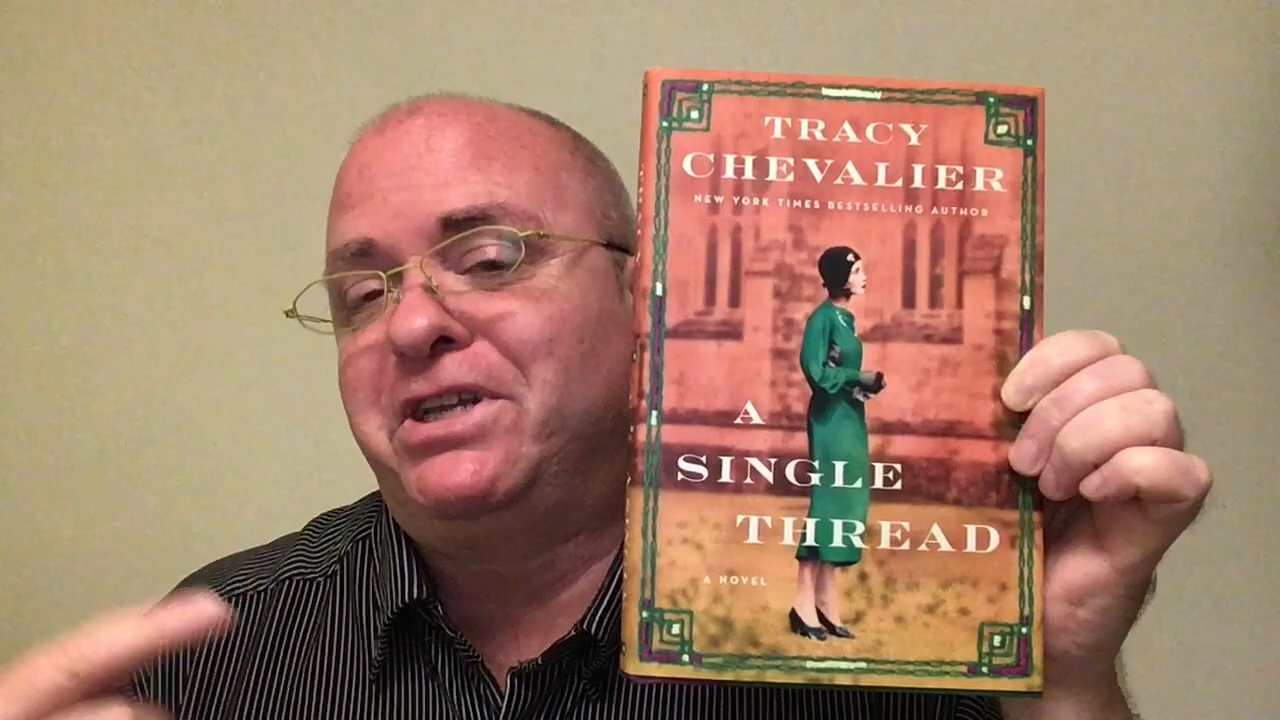 TRACY
CHEVALIER
NEW YORK TIMES BESTSELLING AUTHOR
A
SINGLE
THREAD
A NOVEL